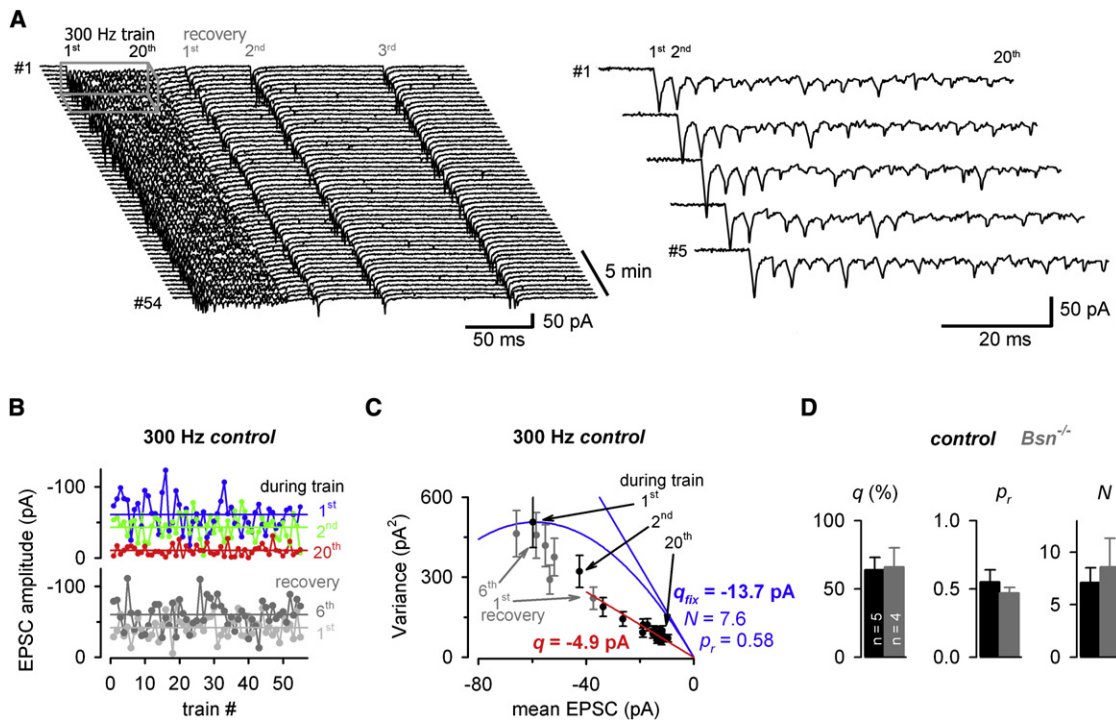 A
300 Hz train recovery
1st 20th 1st 2nd 3rd
#1
#54
5 min
50 pA
50 ms
1st 2nd 20th
#1
#5
50 pA
20 ms
B
300 Hz control
EPSC amplitude (pA)
-100
0
-100
0
during train
1st
2nd
20th
recovery
6th
1st
0 10 20 30 40 50
train #
C
300 Hz control
Variance (pA2)
600
300
0
during train
1st
2nd
20th
6th
1st
recovery
qfix = -13.7 pA
N = 7.6
pr = 0.58
q = -4.9 pA
-80 -40 0
mean EPSC (pA)
D
control Bsn-/-
q (%)
100
50
0
n = 5
n = 4
pr
1.0
0.5
0.0
N
10
5
0